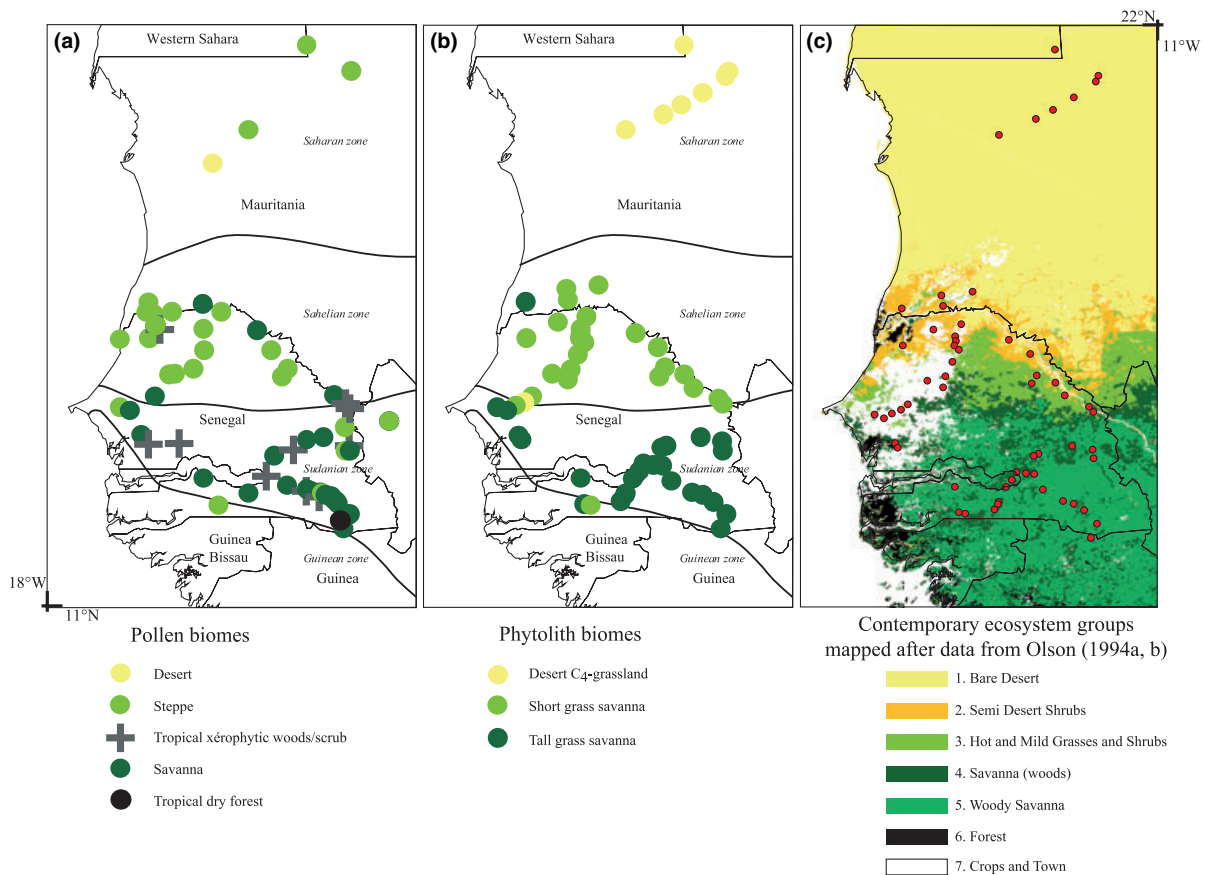 (a)
Western Sahara
Saharan zone
Mauritania
Sahelian zone
Senegal
Sudanian zone
Guinea
Bissau
Guinean zone
Guinea
18°W
11°N
(b)
Western Sahara
Saharan zone
Mauritania
Sahelian zone
Senegal
Sudanian zone
Guinea
Bissau
Guinean zone
Guinea
(c)
22°N
11°W
Pollen biomes
Desert
Steppe
Tropical xérophytic woods/scrub
Savanna
Tropical dry forest
Phytolith biomes
Desert C4-grassland
Short grass savanna
Tall grass savanna
Contemporary ecosystem groups
mapped after data from Olson (1994a, b)
1. Bare Desert
2. Semi Desert Shrubs
3. Hot and Mild Grasses and Shrubs
4. Savanna (woods)
5. Woody Savanna
6. Forest
7. Crops and Town